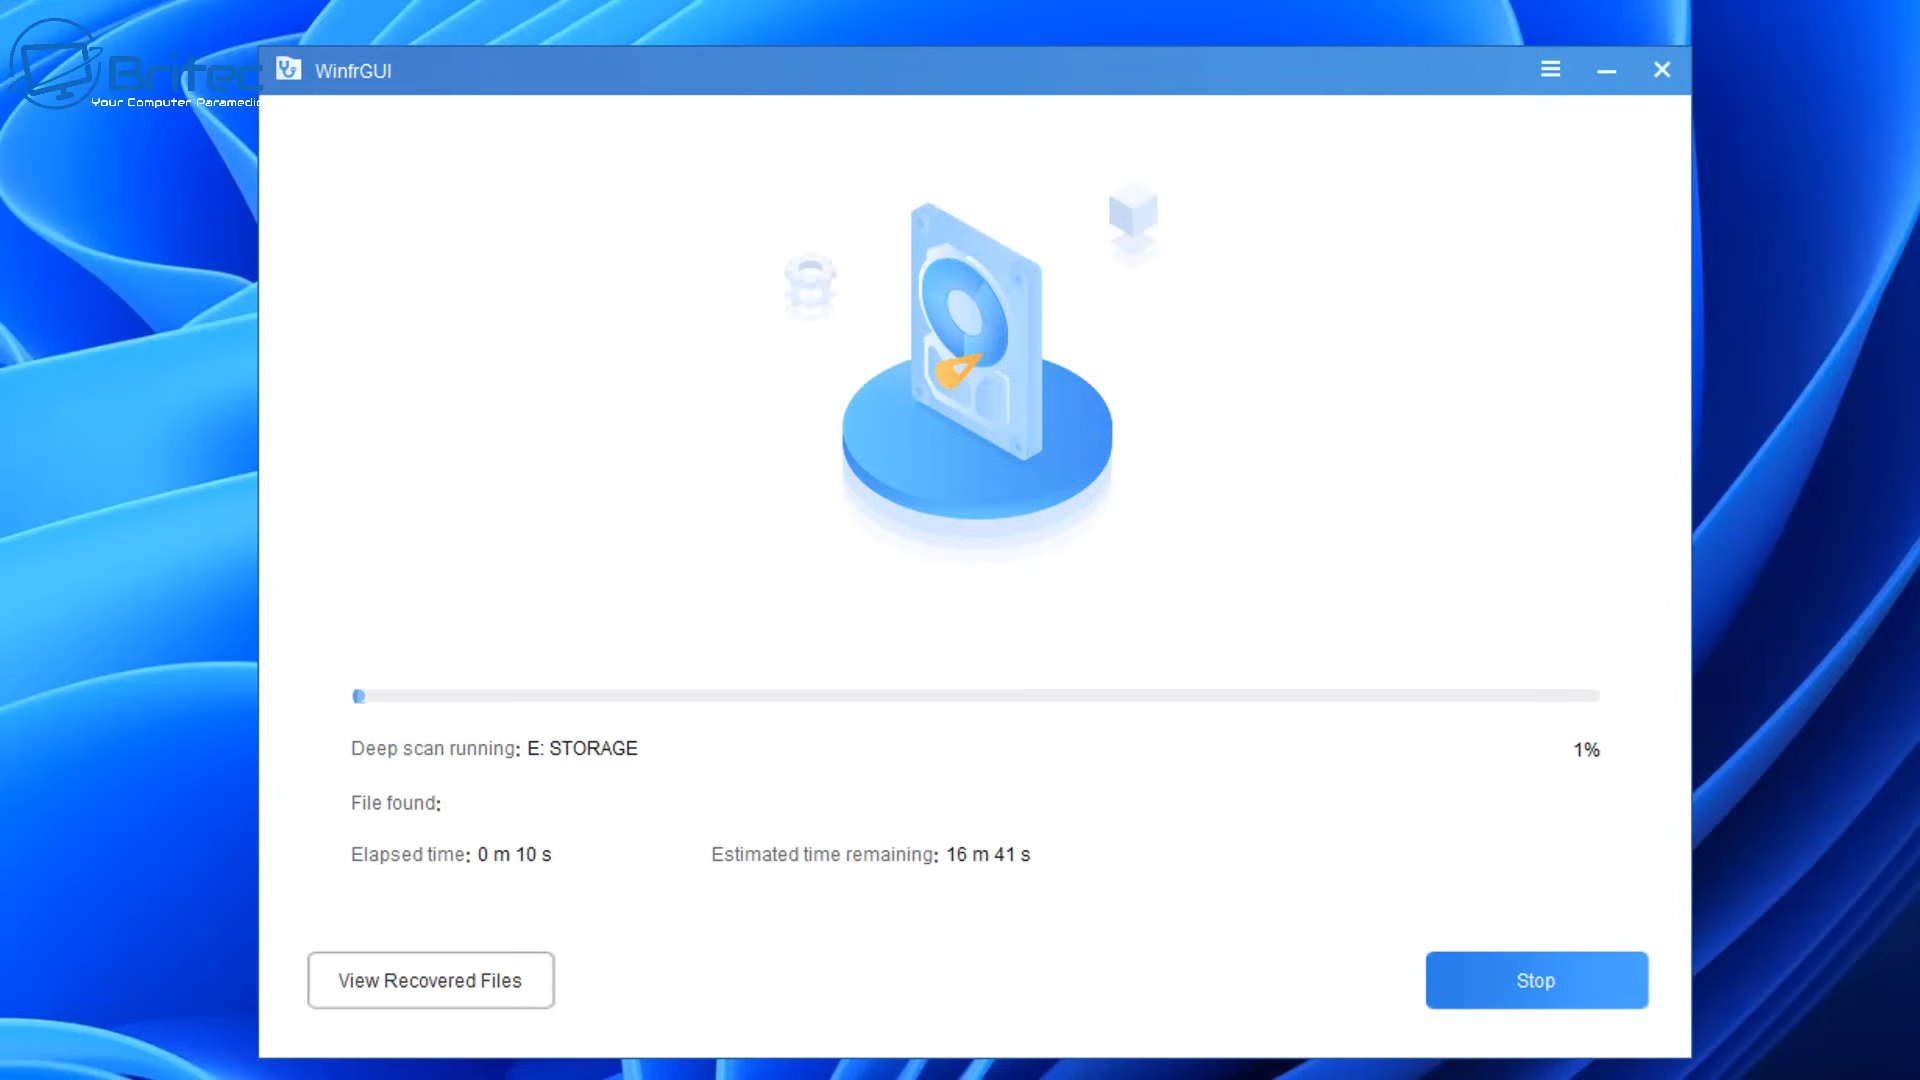 Britec
Your Computer Paramedic
WinfrGUI
Deep scan running: E: STORAGE
1%
File found:
Elapsed time: 0 m 10 s
Estimated time remaining: 16 m 41 s
View Recovered Files
Stop